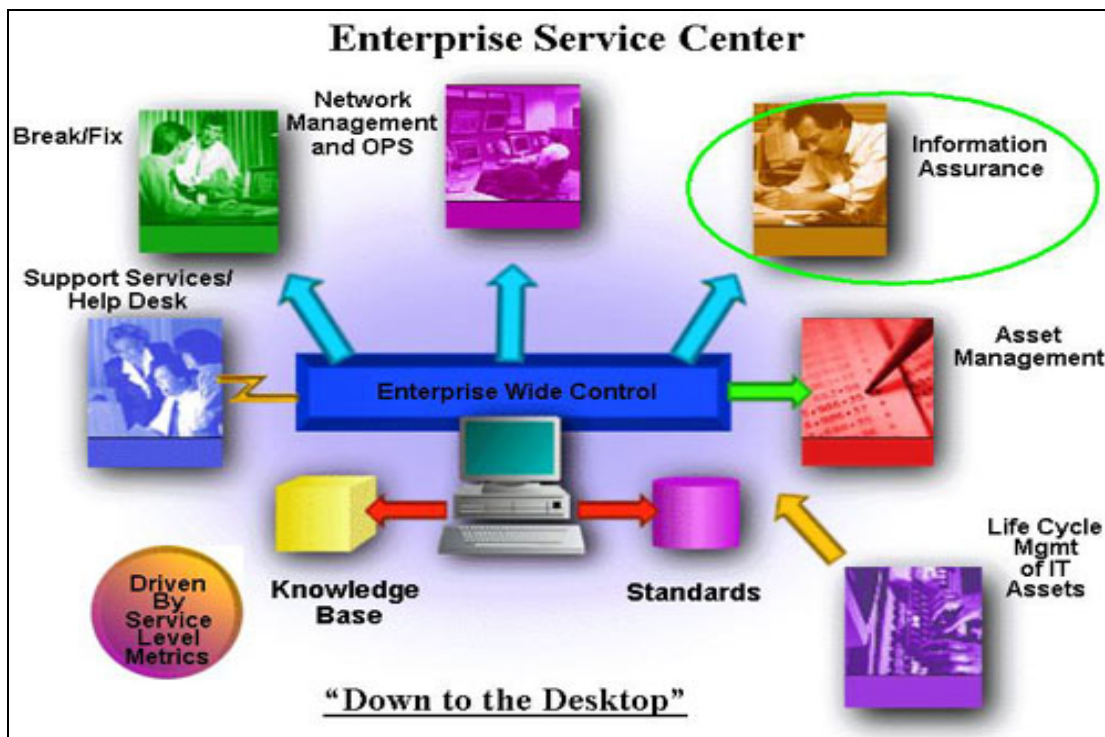 Enterprise Service Center
Break/Fix
Network
Management
and OPS
Information
Assurance
Support Services/
Help Desk
Asset
Management
Enterprise Wide Control
Life Cycle
Mgmt
of IT
Assets
Knowledge
Base
Standards
Driven
By
Service
Level
Metrics
“Down to the Desktop”